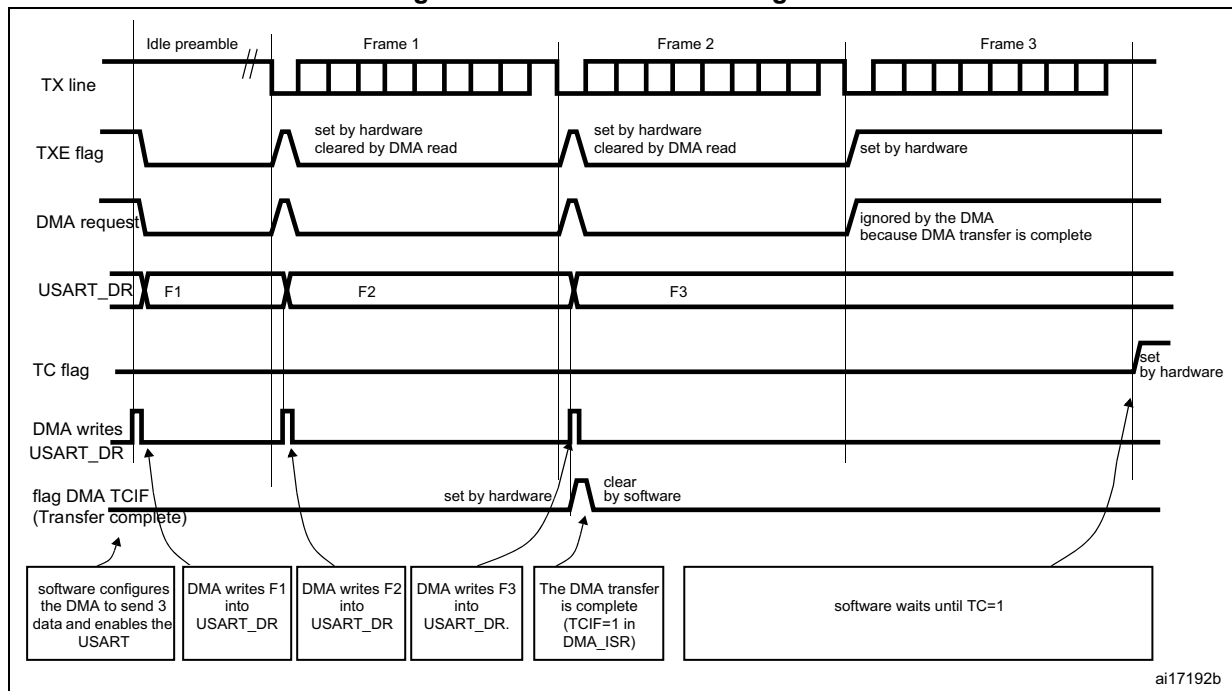 Idle preamble
Frame 1
Frame 2
Frame 3
TX line
TXE flag
set by hardware
cleared by DMA read
set by hardware
cleared by DMA read
set by hardware
DMA request
ignored by the DMA
because DMA transfer is complete
USART_DR
F1
F2
F3
TC flag
set
by hardware
DMA writes
USART_DR
flag DMA TCIF
(Transfer complete)
set by hardware
clear
by software
software configures
the DMA to send 3
data and enables the
USART
DMA writes F1
into
USART_DR
DMA writes F2
into
USART_DR
DMA writes F3
into
USART_DR.
The DMA transfer
is complete
(TCIF=1 in
DMA_ISR)
software waits until TC=1
ai17192b